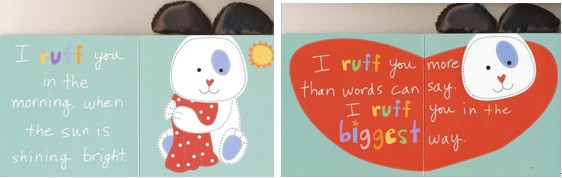 I ruff you
in the
morning, when
the sun is
shining bright.
I ruff you more
than words can say.
I ruff you in the
biggest way.